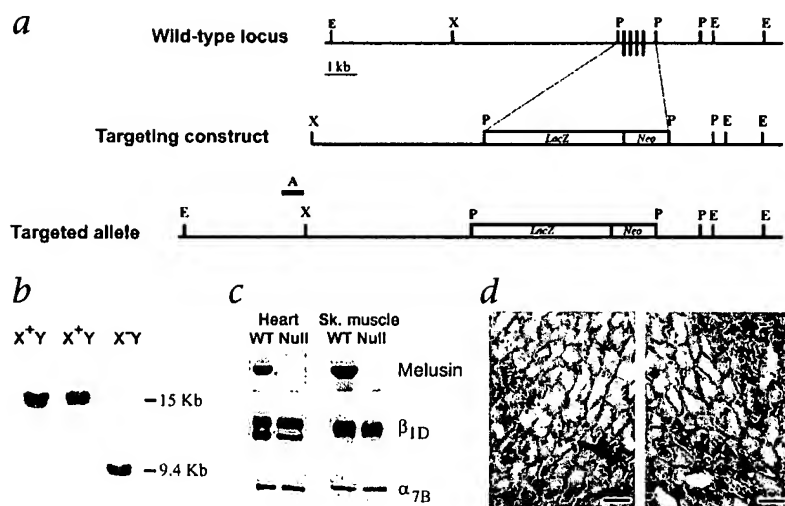 a
E X P P P E E
Wild-type locus
1 kb
X P P P E E
Targeting construct
LacZ Neo
A
E X P P P E E
Targeted allele
LacZ Neo
b
X⁺Y X⁺Y X⁻Y
15 Kb
9.4 Kb
c
Heart Sk. muscle
WT Null WT Null
Melusin
β1D
α7B
d